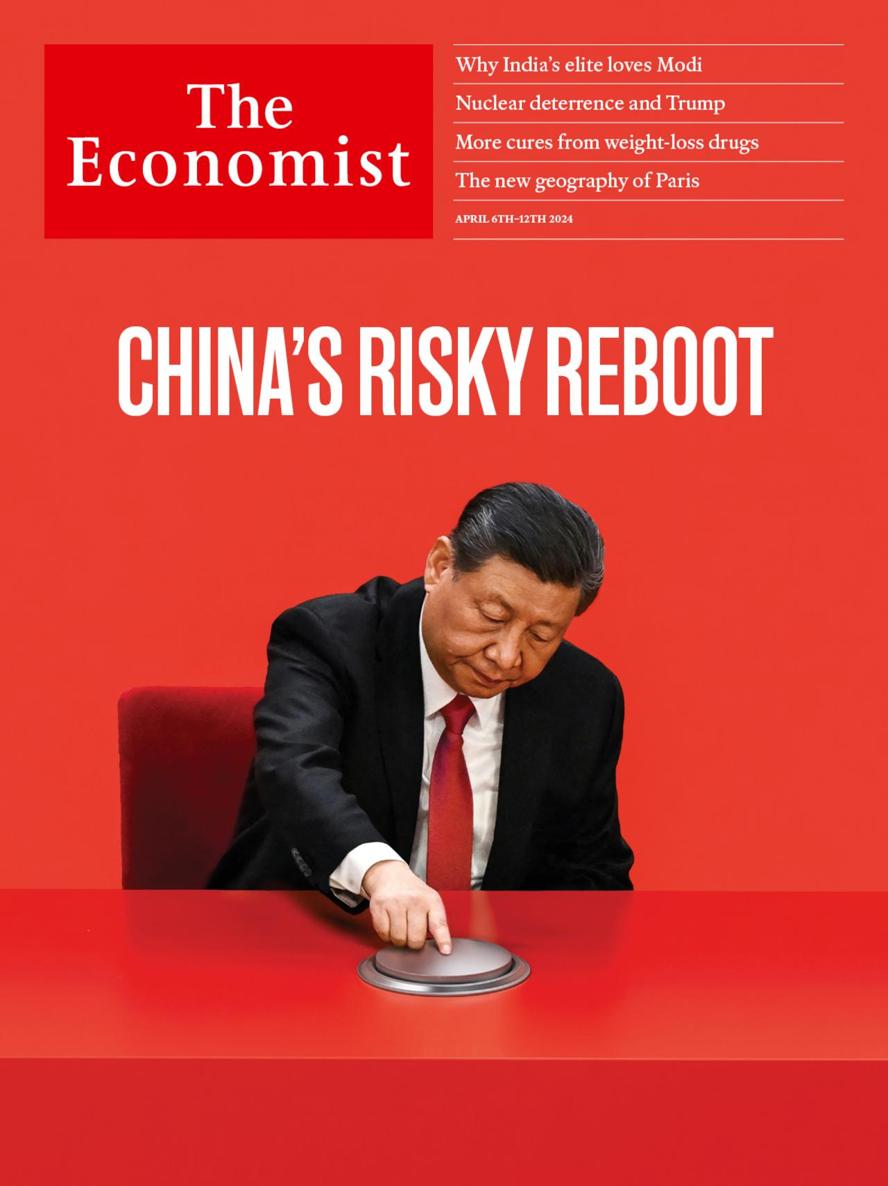 The
Economist
Why India’s elite loves Modi
Nuclear deterrence and Trump
More cures from weight-loss drugs
The new geography of Paris
APRIL 6TH–12TH 2024
CHINA’S RISKY REBOOT